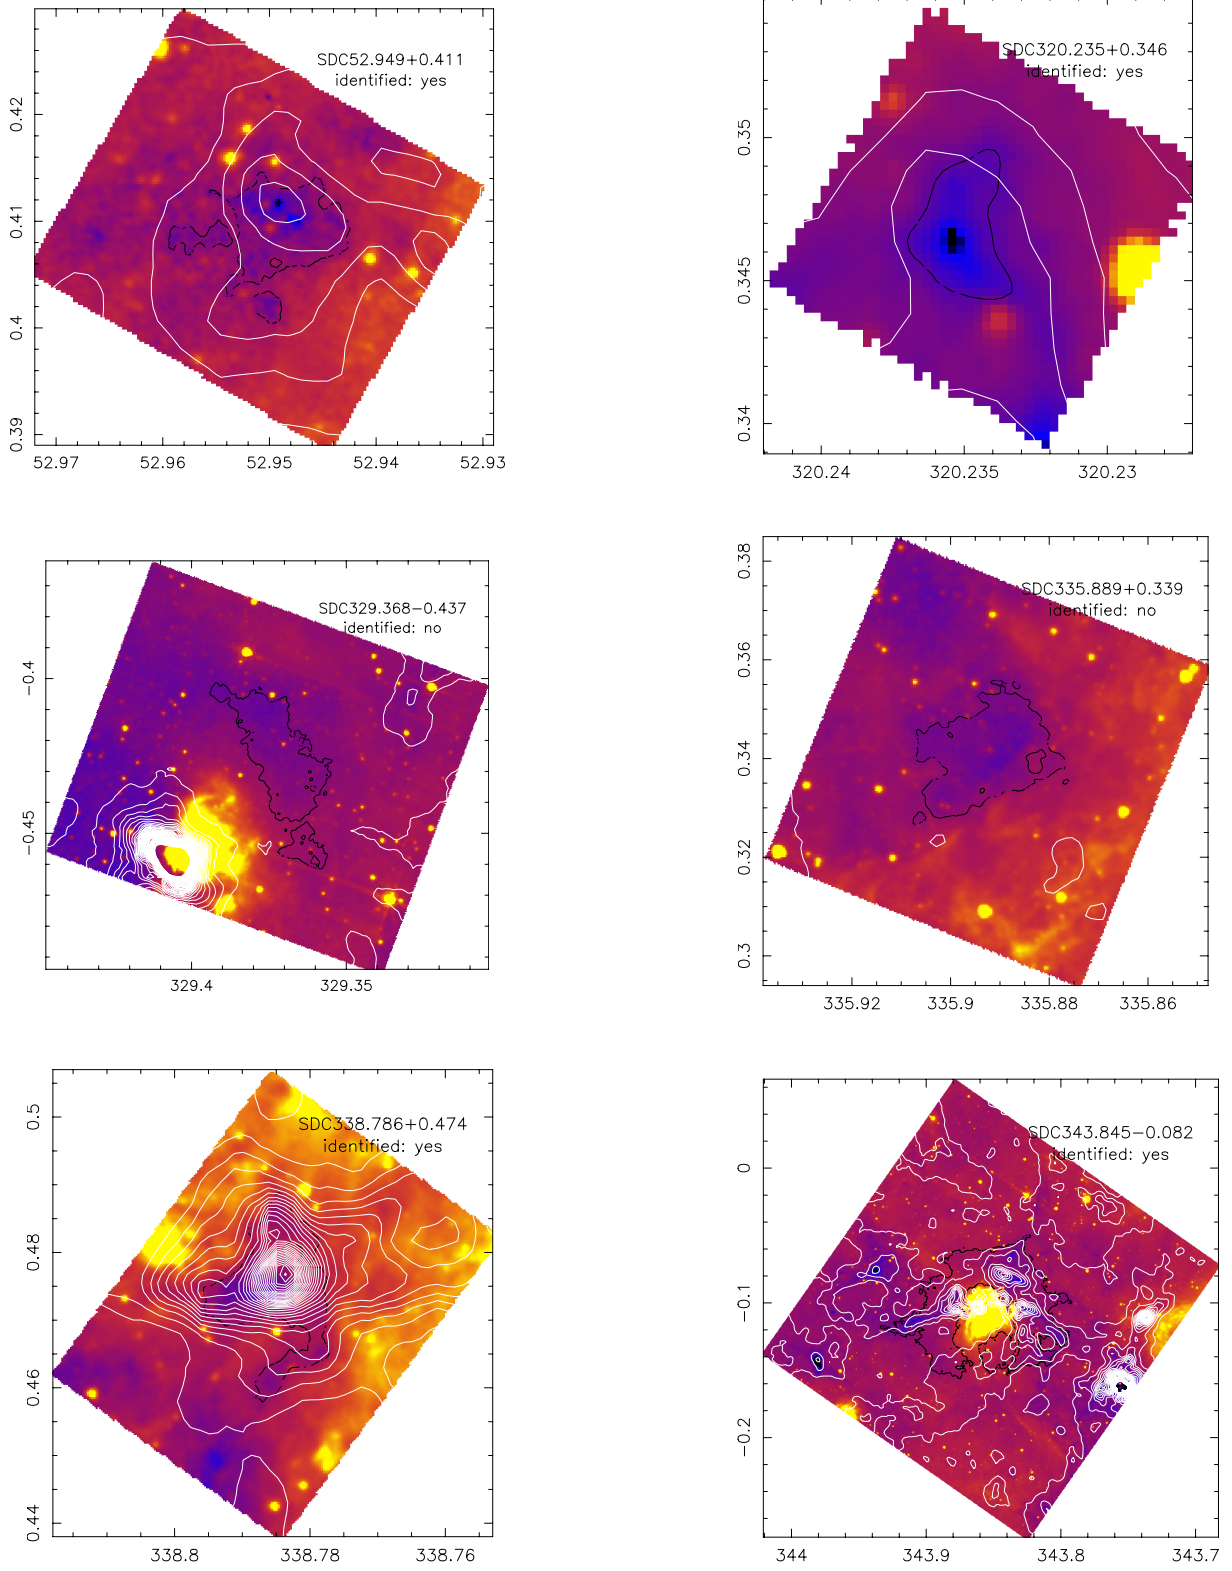 SDC52.949+0.411
identified: yes
0.42
0.41
0.4
0.39
52.97 52.96 52.95 52.94 52.93
SDC320.235+0.346
identified: yes
0.35
0.345
0.34
320.24 320.235 320.23
SDC329.368−0.437
identified: no
−0.4
−0.45
329.4 329.35
SDC335.889+0.339
identified: no
0.38
0.36
0.34
0.32
0.3
335.92 335.9 335.88 335.86
SDC338.786+0.474
identified: yes
0.5
0.48
0.46
0.44
338.8 338.78 338.76
SDC343.845−0.082
identified: yes
0
−0.1
−0.2
344 343.9 343.8 343.7